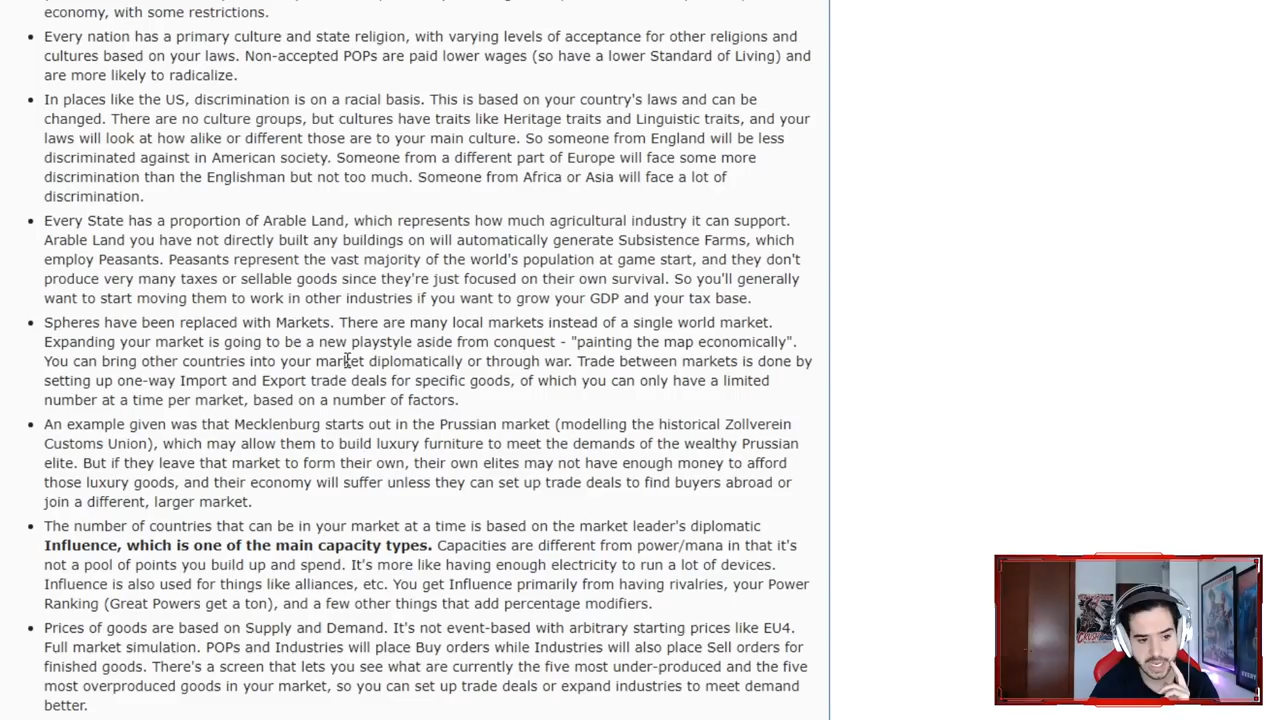 economy, with some restrictions.
Every nation has a primary culture and state religion, with varying levels of acceptance for other religions and
cultures based on your laws. Non-accepted POPs are paid lower wages (so have a lower Standard of Living) and
are more likely to radicalize.
In places like the US, discrimination is on a racial basis. This is based on your country's laws and can be
changed. There are no culture groups, but cultures have traits like Heritage traits and Linguistic traits, and your
laws will look at how alike or different those are to your main culture. So someone from England will be less
discriminated against in American society. Someone from a different part of Europe will face some more
discrimination than the Englishman but not too much. Someone from Africa or Asia will face a lot of
discrimination.
Every State has a proportion of Arable Land, which represents how much agricultural industry it can support.
Arable Land you have not directly built any buildings on will automatically generate Subsistence Farms, which
employ Peasants. Peasants represent the vast majority of the world's population at game start, and they don't
produce very many taxes or sellable goods since they're just focused on their own survival. So you'll generally
want to start moving them to work in other industries if you want to grow your GDP and your tax base.
Spheres have been replaced with Markets. There are many local markets instead of a single world market.
Expanding your market is going to be a new playstyle aside from conquest - "painting the map economically".
You can bring other countries into your market diplomatically or through war. Trade between markets is done by
setting up one-way Import and Export trade deals for specific goods, of which you can only have a limited
number at a time per market, based on a number of factors.
An example given was that Mecklenburg starts out in the Prussian market (modelling the historical Zollverein
Customs Union), which may allow them to build luxury furniture to meet the demands of the wealthy Prussian
elite. But if they leave that market to form their own, their own elites may not have enough money to afford
those luxury goods, and their economy will suffer unless they can set up trade deals to find buyers abroad or
join a different, larger market.
The number of countries that can be in your market at a time is based on the market leader's diplomatic
Influence, which is one of the main capacity types. Capacities are different from power/mana in that it's
not a pool of points you build up and spend. It's more like having enough electricity to run a lot of devices.
Influence is also used for things like alliances, etc. You get Influence primarily from having rivalries, your Power
Ranking (Great Powers get a ton), and a few other things that add percentage modifiers.
Prices of goods are based on Supply and Demand. It's not event-based with arbitrary starting prices like EU4.
Full market simulation. POPs and Industries will place Buy orders while Industries will also place Sell orders for
finished goods. There's a screen that lets you see what are currently the five most under-produced and the five
most overproduced goods in your market, so you can set up trade deals or expand industries to meet demand
better.